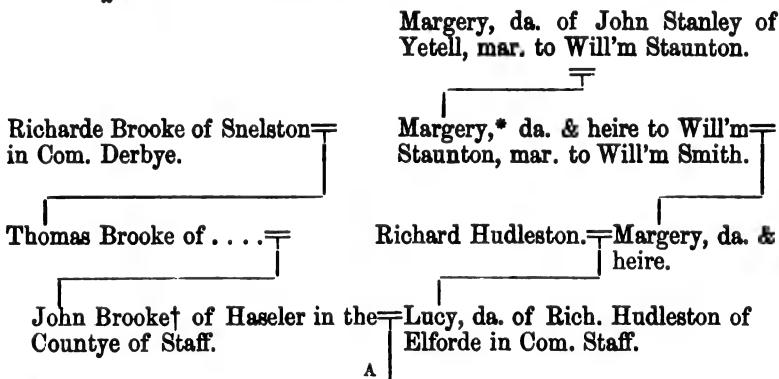 Margery, da. of John Stanley of
Yetell, mar. to Will'm Staunton.
Richarde Brooke of Snelston
in Com. Derbye.
Margery,* da. & heire to Will'm
Staunton, mar. to Will'm Smith.
Thomas Brooke of . . . .
Richard Hudleston.
Margery, da. &
heire.
John Brooke† of Haseler in the
Countye of Staff.
Lucy, da. of Rich. Hudleston of
Elforde in Com. Staff.
A